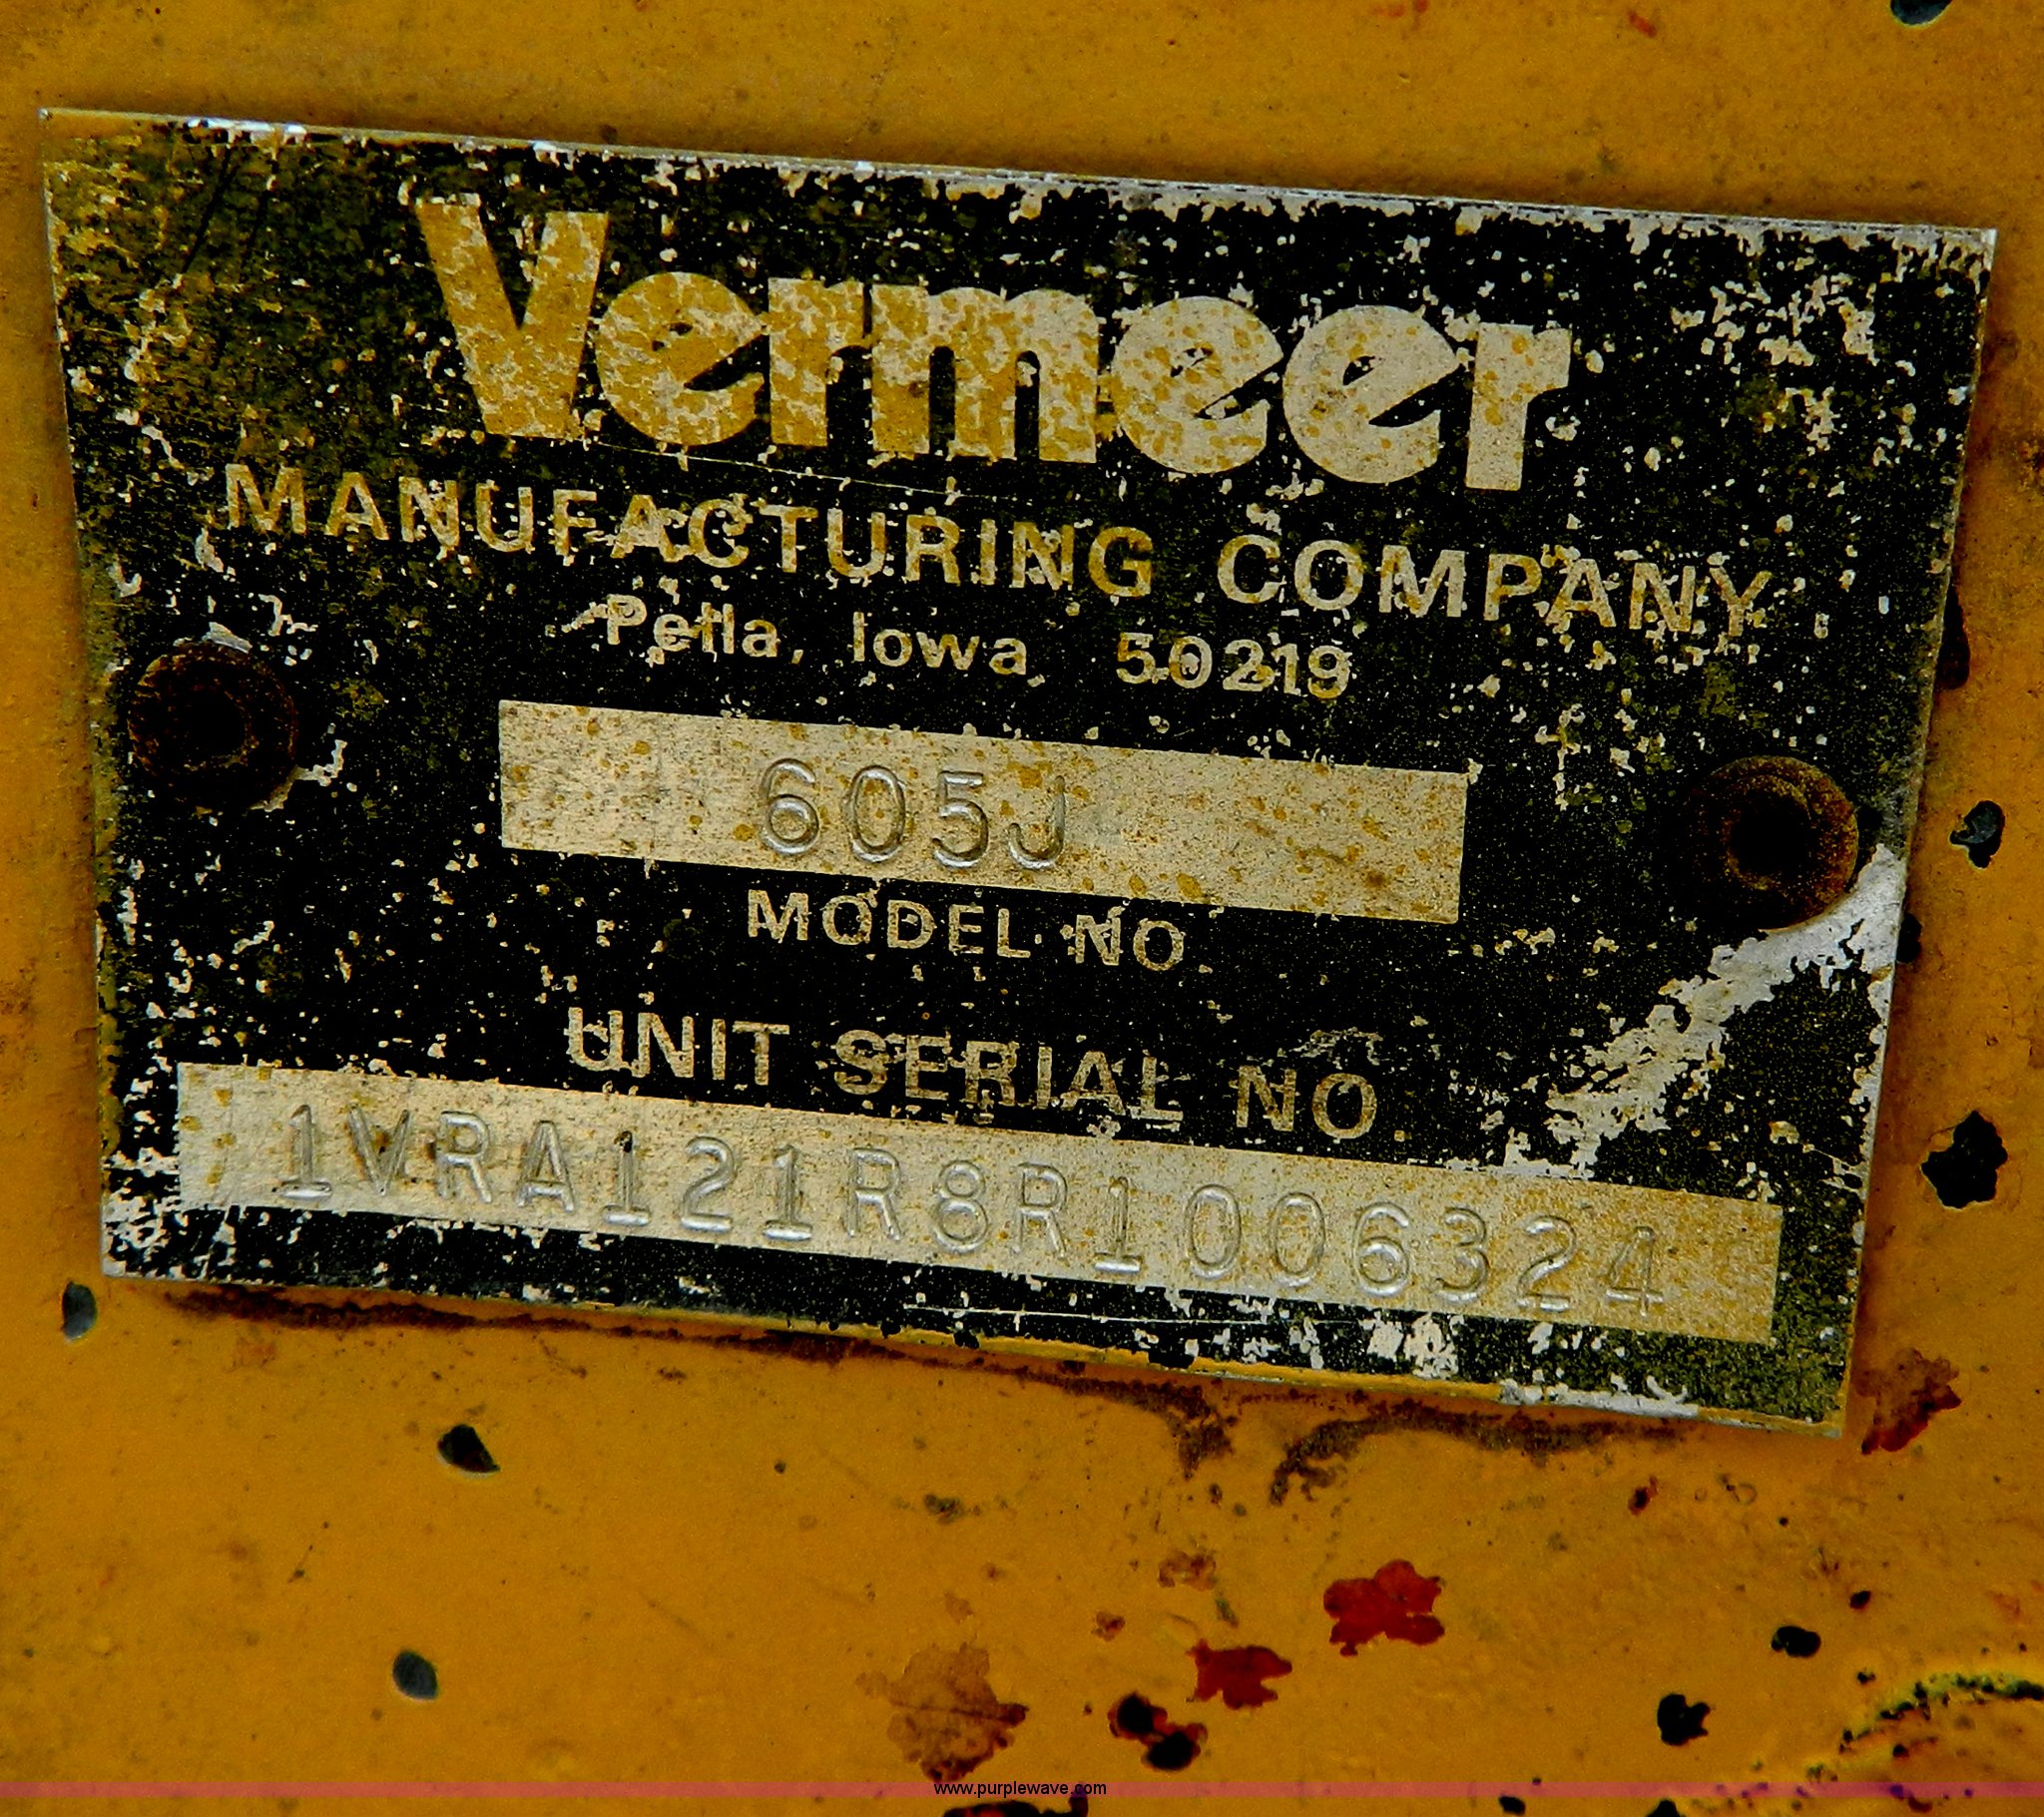 Vermeer
MANUFACTURING COMPANY
Pella, Iowa 50219
605J
MODEL NO.
UNIT SERIAL NO.
1VRA121R8R1006324
www.purplewave.com